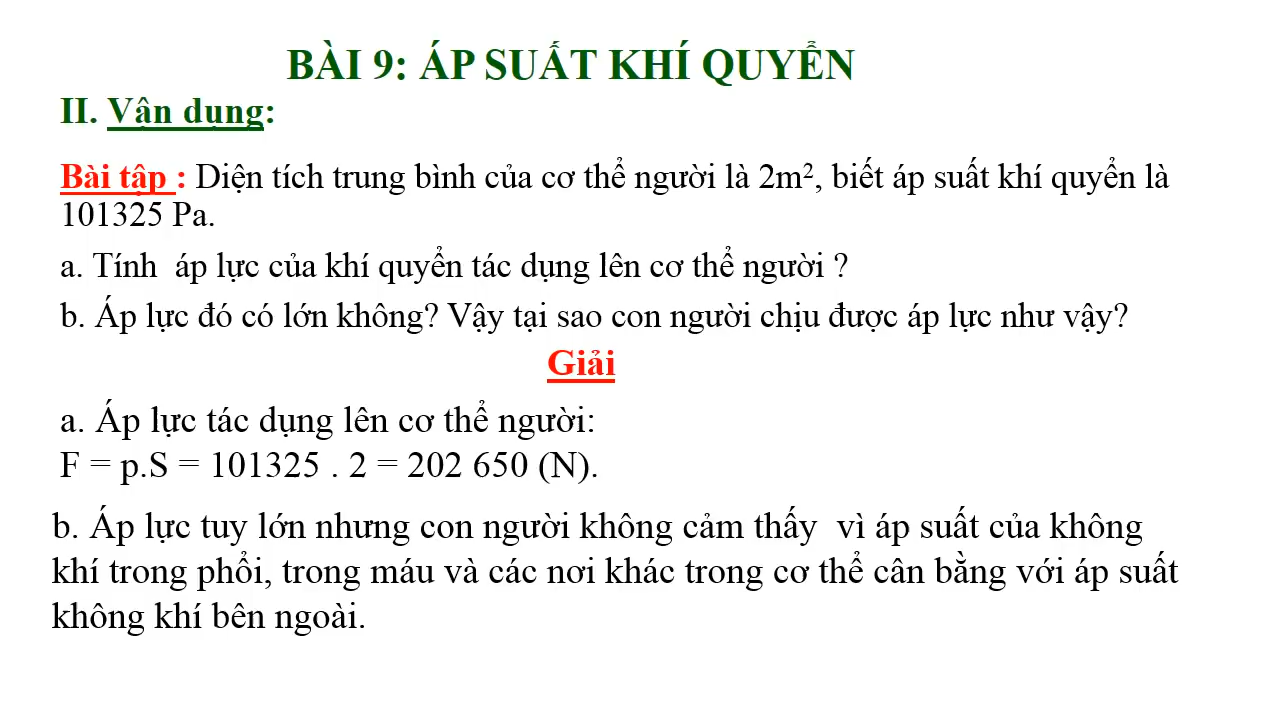 BÀI 9: ÁP SUẤT KHÍ QUYỂN
II. Vận dụng:
Bài tập : Diện tích trung bình của cơ thể người là 2m², biết áp suất khí quyển là
101325 Pa.
a. Tính  áp lực của khí quyển tác dụng lên cơ thể người ?
b. Áp lực đó có lớn không? Vậy tại sao con người chịu được áp lực như vậy?
Giải
a. Áp lực tác dụng lên cơ thể người:
F = p.S = 101325 . 2 = 202 650 (N).
b. Áp lực tuy lớn nhưng con người không cảm thấy  vì áp suất của không
khí trong phổi, trong máu và các nơi khác trong cơ thể cân bằng với áp suất
không khí bên ngoài.